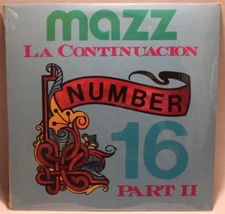 mazz
LA CONTINUACION
NUMBER
16
PART II